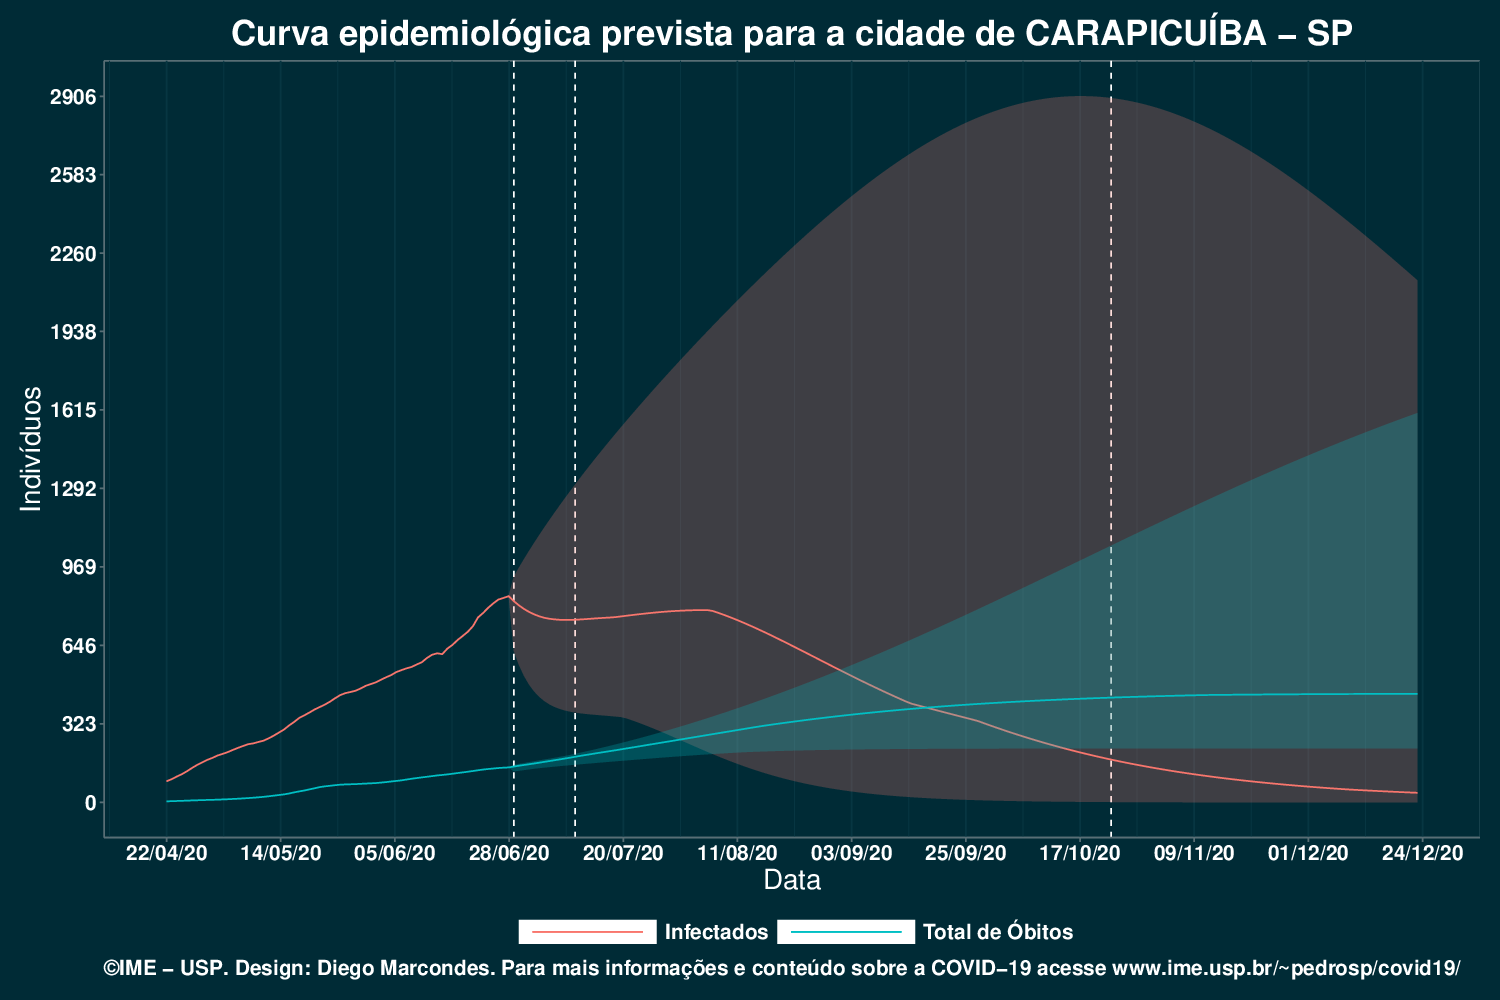 Curva epidemiológica prevista para a cidade de CARAPICUÍBA – SP
2906
2583
2260
1938
1615
1292
969
646
323
0
Indivíduos
22/04/20 14/05/20 05/06/20 28/06/20 20/07/20 11/08/20 03/09/20 25/09/20 17/10/20 09/11/20 01/12/20 24/12/20
Data
Infectados Total de Óbitos
©IME – USP. Design: Diego Marcondes. Para mais informações e conteúdo sobre a COVID–19 acesse www.ime.usp.br/~pedrosp/covid19/